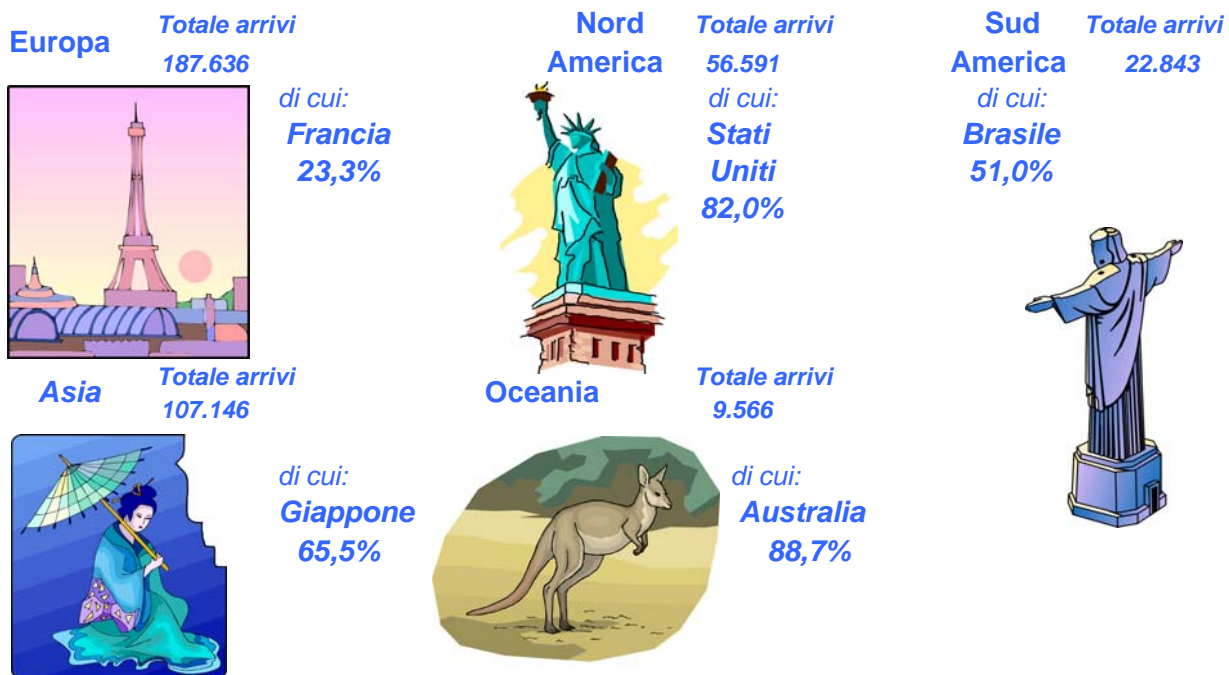 Europa
Totale arrivi
187.636
di cui:
Francia
23,3%
Nord
America
Totale arrivi
56.591
di cui:
Stati
Uniti
82,0%
Sud
America
Totale arrivi
22.843
di cui:
Brasile
51,0%
Asia
Totale arrivi
107.146
di cui:
Giappone
65,5%
Oceania
Totale arrivi
9.566
di cui:
Australia
88,7%